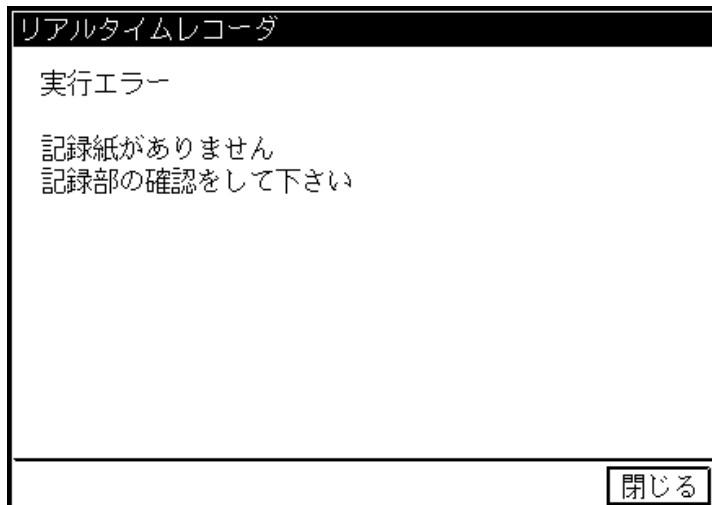 リアルタイムレコーダ
実行エラー
記録紙がありません
記録部の確認をして下さい
閉じる